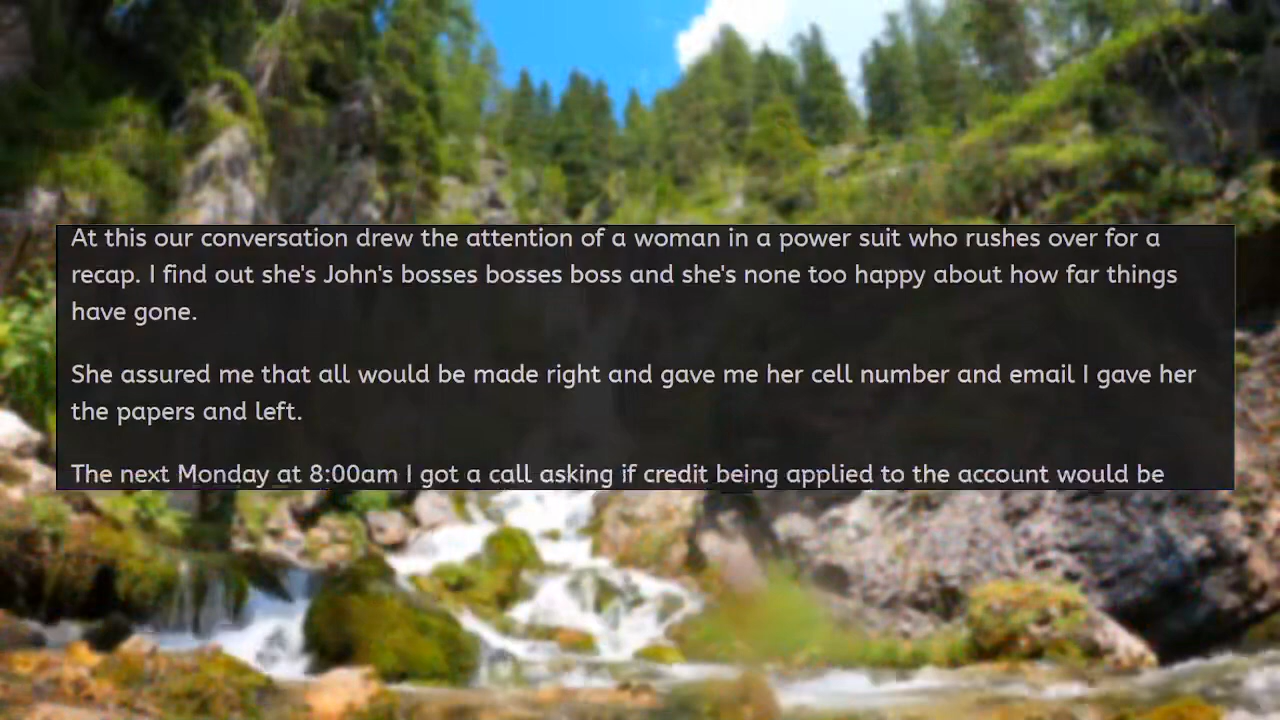 At this our conversation drew the attention of a woman in a power suit who rushes over for a
recap. I find out she's John's bosses bosses boss and she's none too happy about how far things
have gone.
She assured me that all would be made right and gave me her cell number and email I gave her
the papers and left.
The next Monday at 8:00am I got a call asking if credit being applied to the account would be